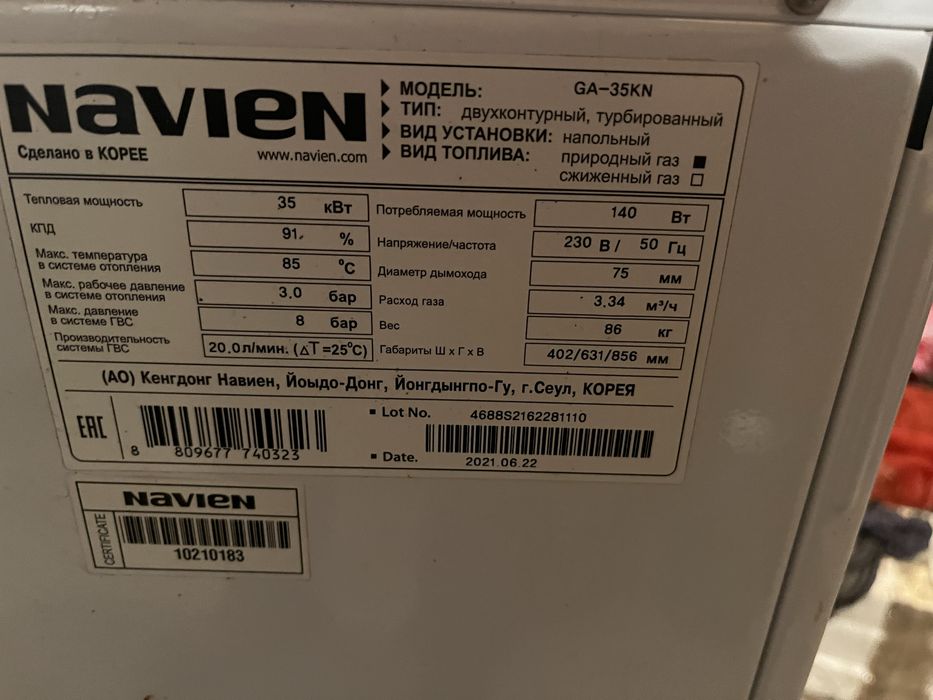 NAVIEN
Сделано в КОРЕЕ
www.navien.com
МОДЕЛЬ: GA-35KN
ТИП: двухконтурный, турбированный
ВИД УСТАНОВКИ: напольный
ВИД ТОПЛИВА: природный газ ■
сжиженный газ □
Тепловая мощность 35 кВт
КПД 91. %
Макс. температура
в системе отопления 85 °C
Макс. рабочее давление
в системе отопления 3.0 бар
Макс. давление
в системе ГВС 8 бар
Производительность
системы ГВС 20.0л/мин. (△T=25°C)
Потребляемая мощность 140 Вт
Напряжение/частота 230 В/ 50 Гц
Диаметр дымохода 75 мм
Расход газа 3.34 м³/ч
Вес 86 кг
Габариты Ш х Г х В 402/631/856 мм
(АО) Кенгдонг Навиен, Йоыдо-Донг, Йонгдынгпо-Гу, г.Сеул, КОРЕЯ
EAC
8 809677 740323
▪ Lot No. 4688S2162281110
▪ Date. 2021.06.22
NAVIEN
CERTIFICATE
10210183